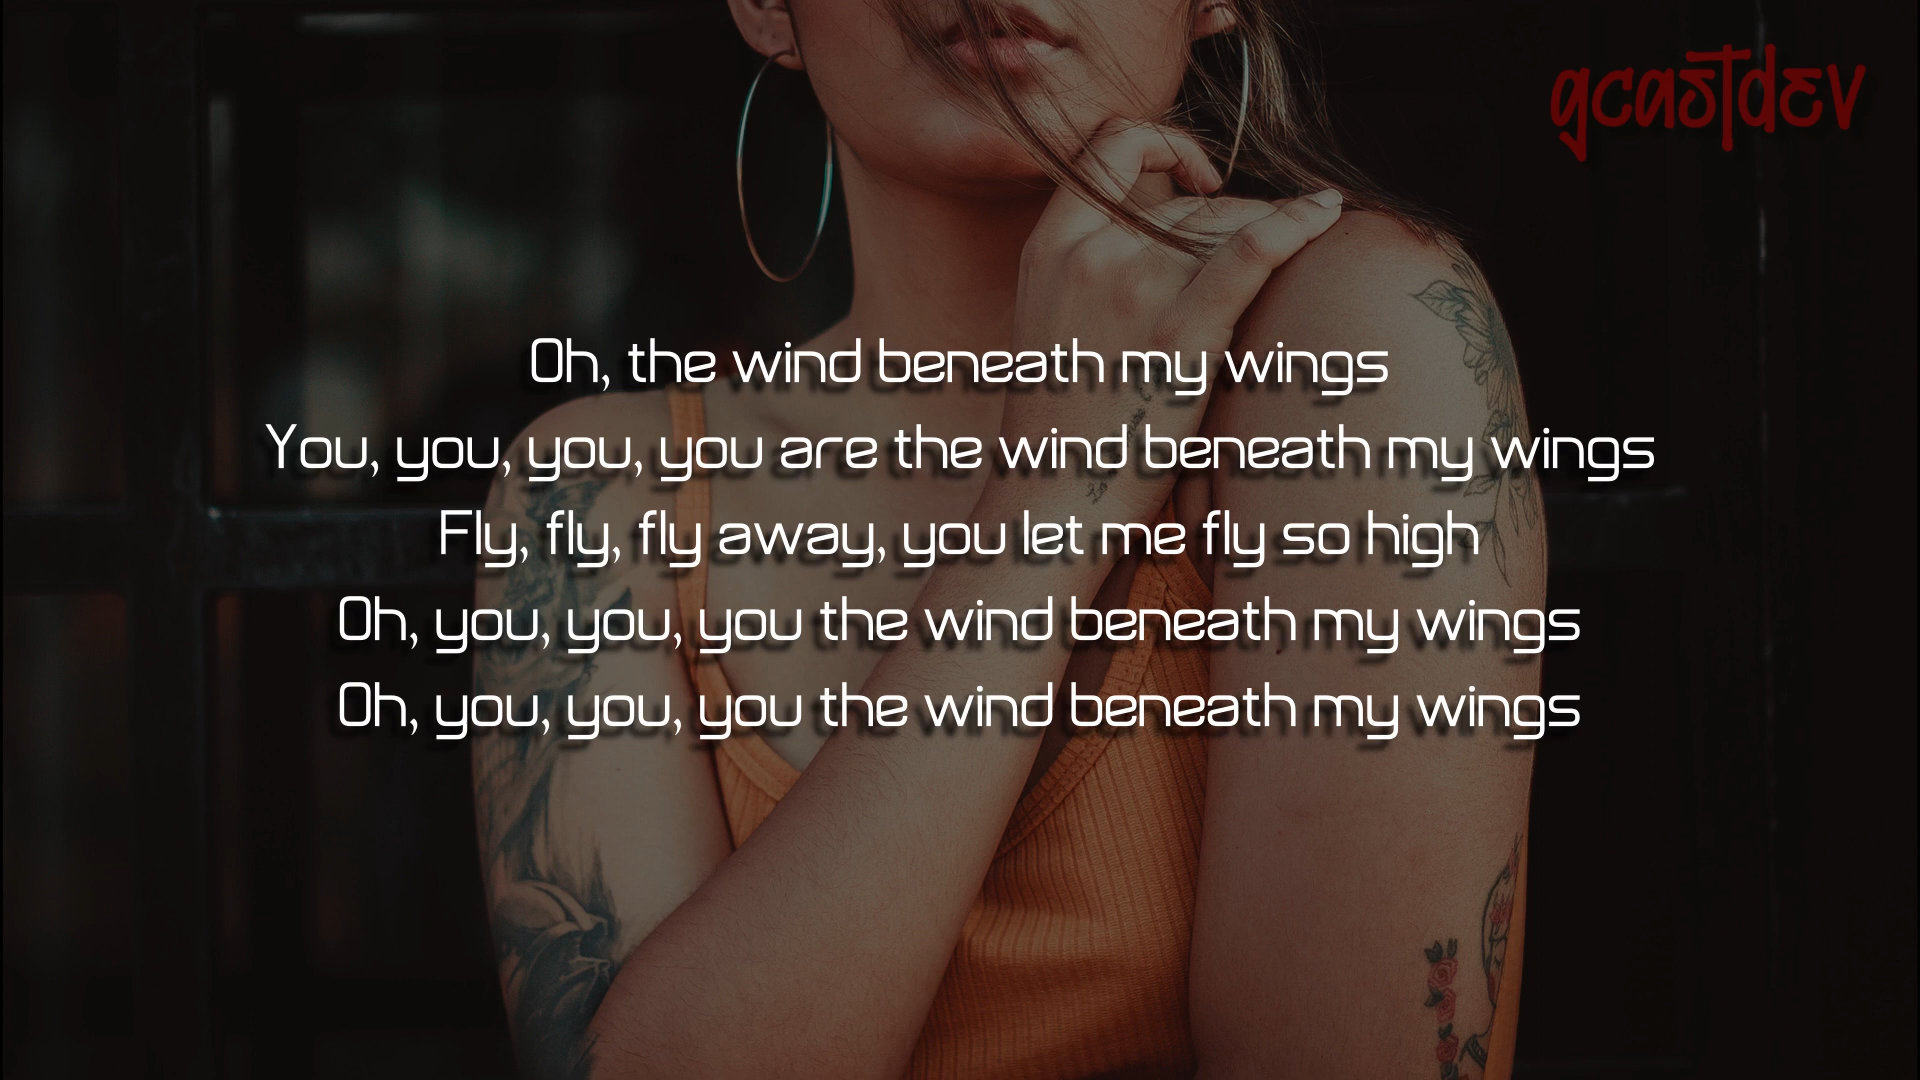 gcastdev
Oh, the wind beneath my wings
You, you, you, you are the wind beneath my wings
Fly, fly, fly away, you let me fly so high
Oh, you, you, you the wind beneath my wings
Oh, you, you, you the wind beneath my wings